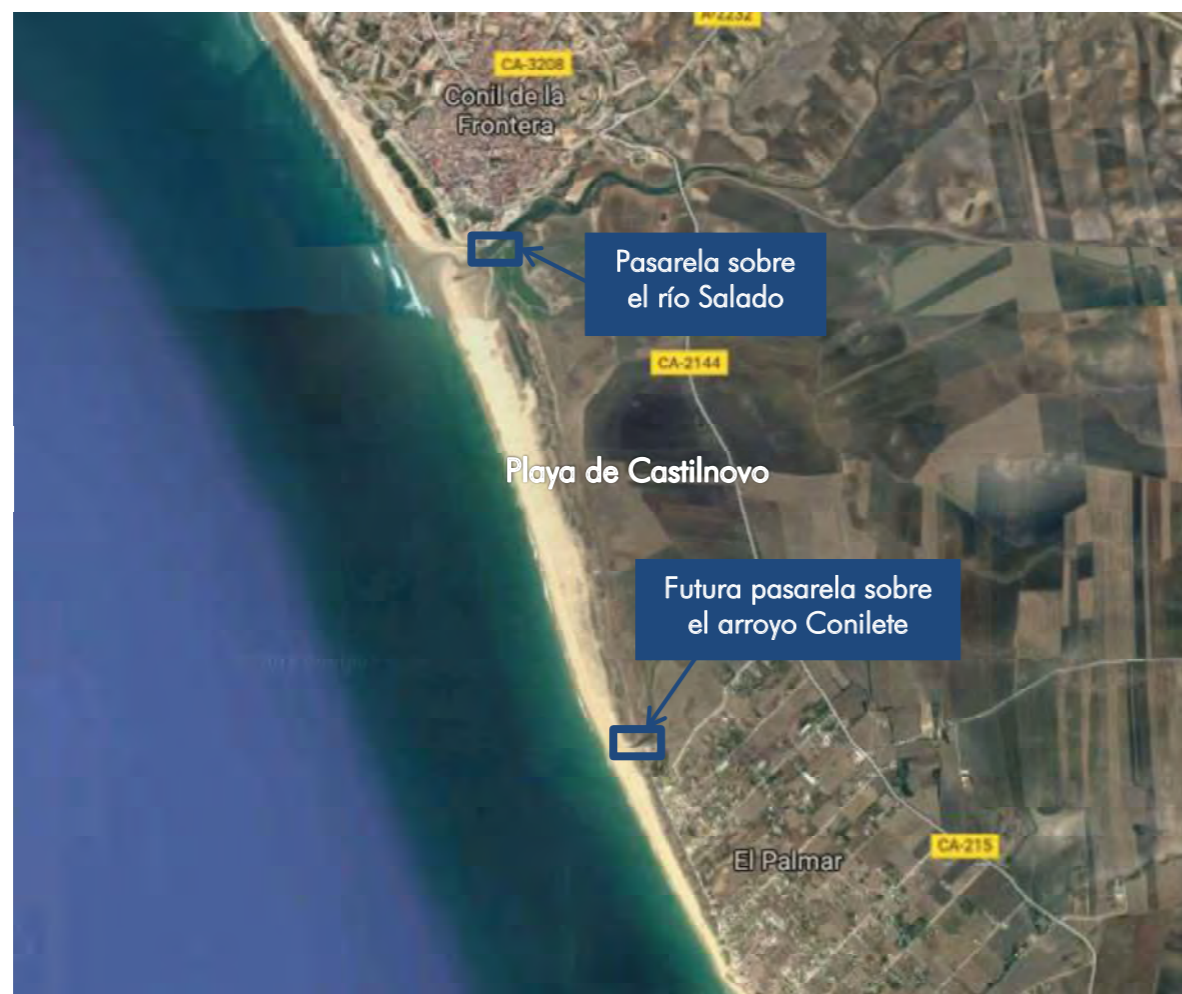 A-2232
CA-3208
Conil de la
Frontera
Pasarela sobre
el río Salado
CA-2144
Playa de Castilnovo
Futura pasarela sobre
el arroyo Conilete
El Palmar
CA-215